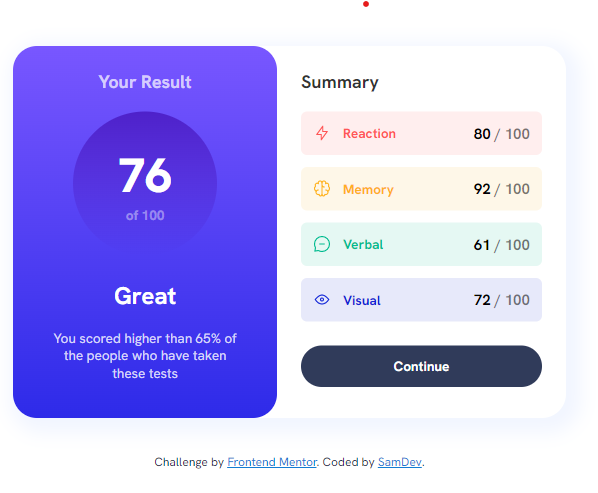 Your Result
76
of 100
Great
You scored higher than 65% of
the people who have taken
these tests
Summary
Reaction 80 / 100
Memory 92 / 100
Verbal 61 / 100
Visual 72 / 100
Continue
Challenge by Frontend Mentor. Coded by SamDev.